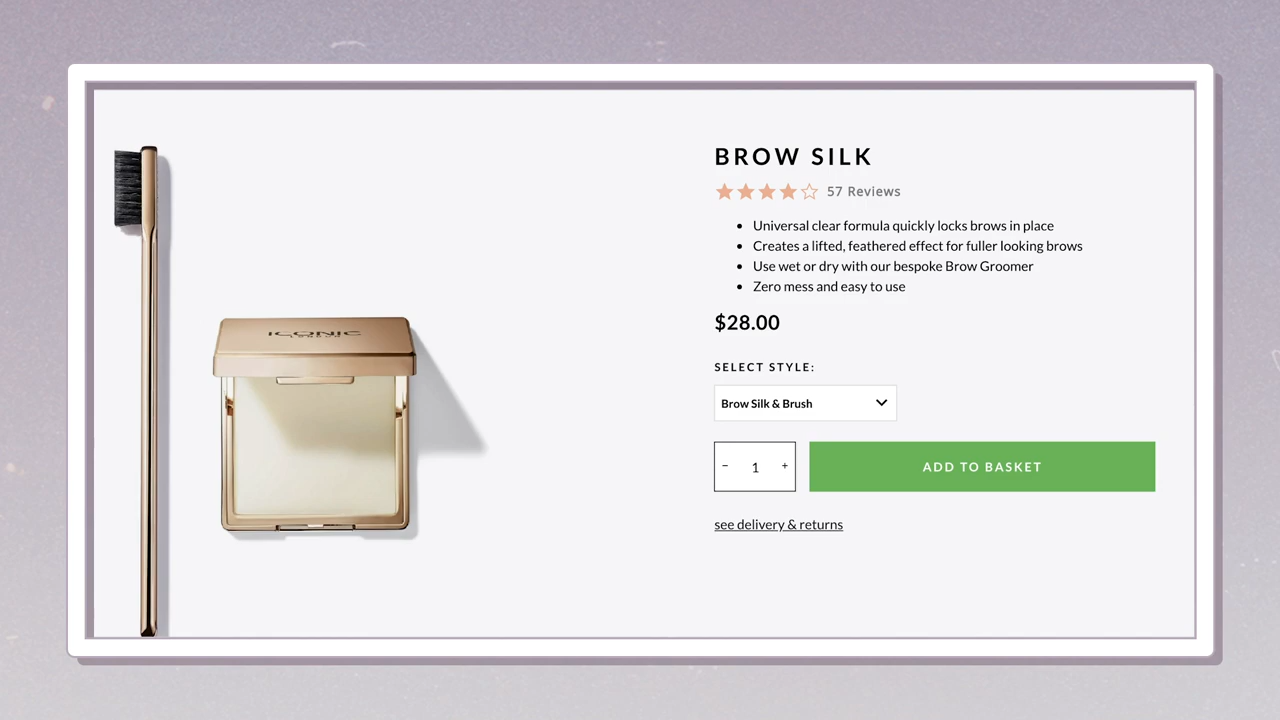 BROW SILK
57 Reviews
• Universal clear formula quickly locks brows in place
• Creates a lifted, feathered effect for fuller looking brows
• Use wet or dry with our bespoke Brow Groomer
• Zero mess and easy to use
$28.00
SELECT STYLE:
Brow Silk & Brush
− 1 +
ADD TO BASKET
see delivery & returns
ICONIC
LONDON